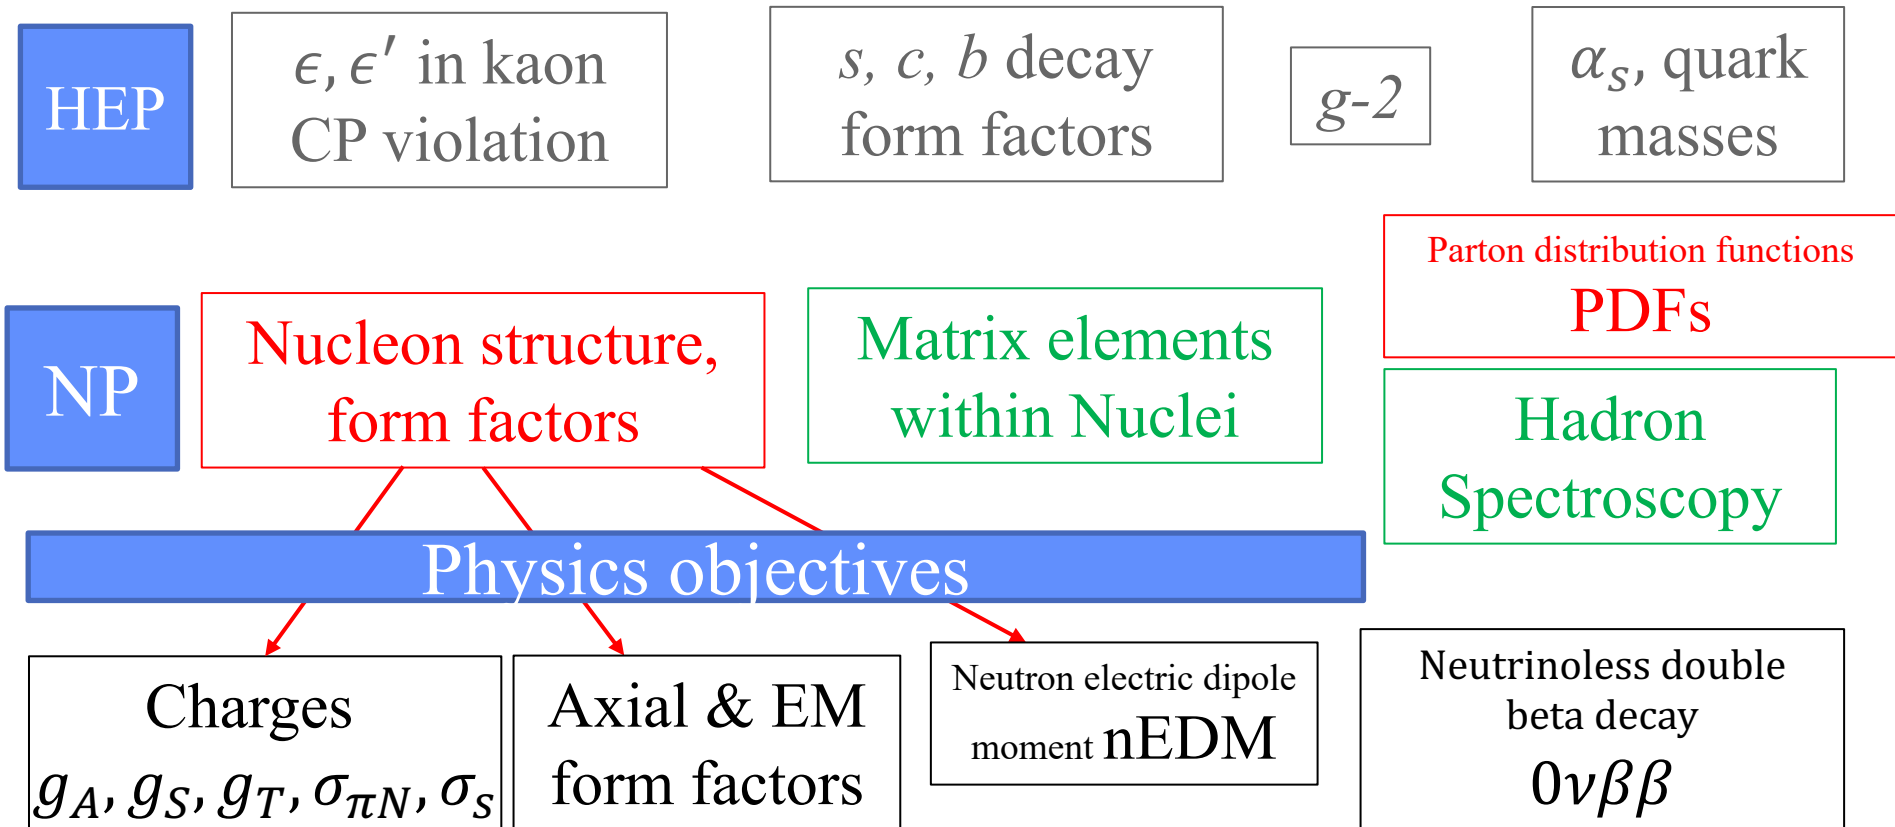 HEP
ϵ, ϵ′ in kaon
CP violation
s, c, b decay
form factors
g-2
αₛ, quark
masses
NP
Nucleon structure,
form factors
Matrix elements
within Nuclei
Parton distribution functions
PDFs
Hadron
Spectroscopy
Physics objectives
Charges
g_A, g_S, g_T, σ_πN, σ_s
Axial & EM
form factors
Neutron electric dipole
moment nEDM
Neutrinoless double
beta decay
0νββ